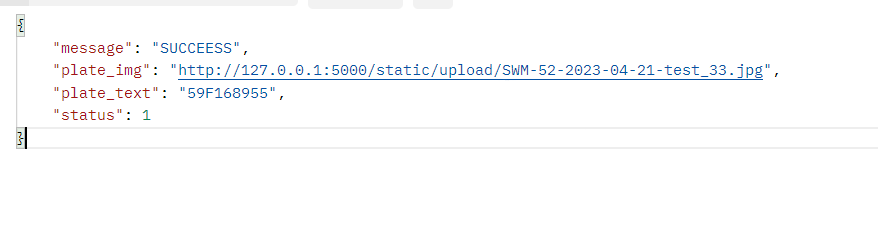 {
"message": "SUCCEESS",
"plate_img": "http://127.0.0.1:5000/static/upload/SWM-52-2023-04-21-test_33.jpg",
"plate_text": "59F168955",
"status": 1
}